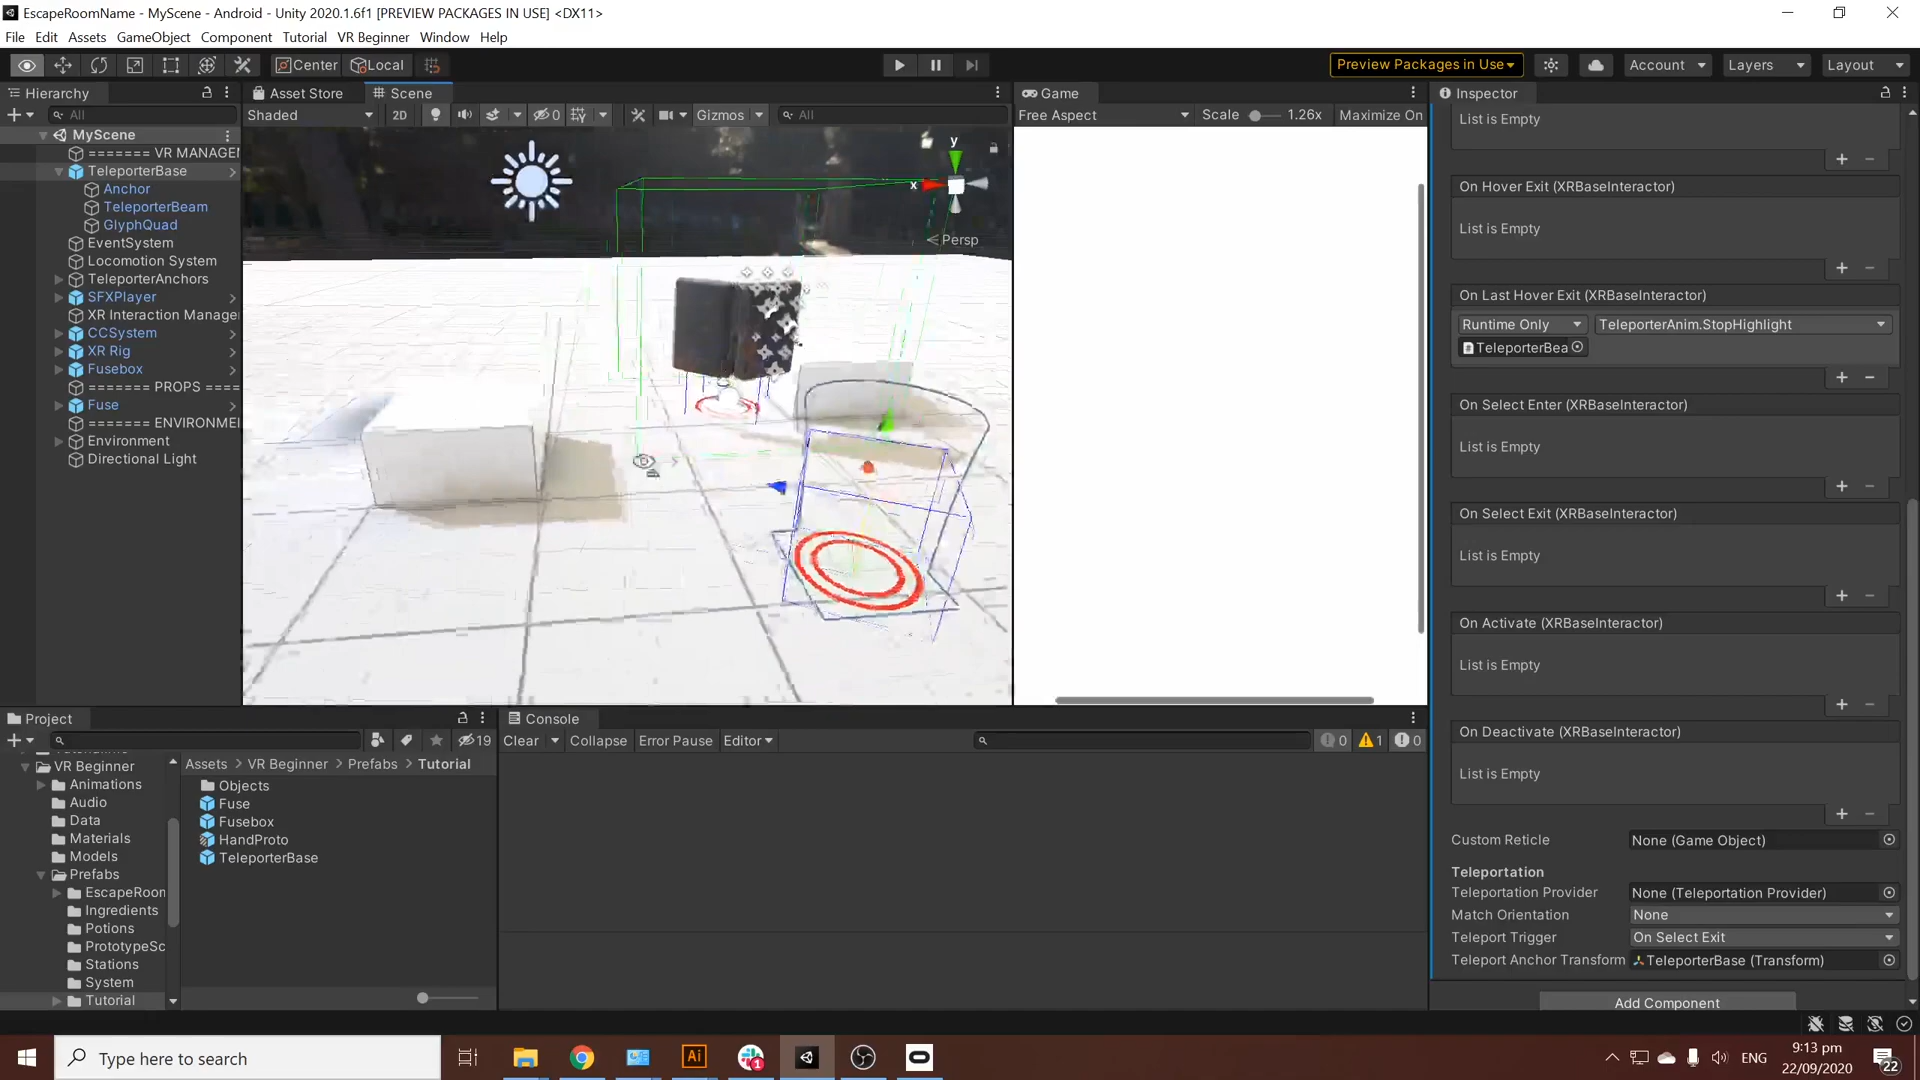 EscapeRoomName - MyScene - Android - Unity 2020.1.6f1 [PREVIEW PACKAGES IN USE] <DX11>
File Edit Assets GameObject Component Tutorial VR Beginner Window Help
Center Local Preview Packages in Use Account Layers Layout
Hierarchy Asset Store Scene Game Inspector
All Shaded 2D 0 Gizmos All Free Aspect Scale 1.26x Maximize On
MyScene
======= VR MANAGE
TeleporterBase
Anchor
TeleporterBeam
GlyphQuad
EventSystem
Locomotion System
TeleporterAnchors
SFXPlayer
XR Interaction Manage
CCSystem
XR Rig
Fusebox
======= PROPS ====
Fuse
======= ENVIRONME
Environment
Directional Light
y
x
Persp
List is Empty
On Hover Exit (XRBaseInteractor)
List is Empty
On Last Hover Exit (XRBaseInteractor)
Runtime Only TeleporterAnim.StopHighlight
TeleporterBea
On Select Enter (XRBaseInteractor)
List is Empty
On Select Exit (XRBaseInteractor)
List is Empty
On Activate (XRBaseInteractor)
List is Empty
On Deactivate (XRBaseInteractor)
List is Empty
Custom Reticle None (Game Object)
Teleportation
Teleportation Provider None (Teleportation Provider)
Match Orientation None
Teleport Trigger On Select Exit
Teleport Anchor Transform TeleporterBase (Transform)
Add Component
Project
19
VR Beginner
Animations
Audio
Data
Materials
Models
Prefabs
EscapeRoo
Ingredients
Potions
PrototypeSc
Stations
System
Tutorial
Assets > VR Beginner > Prefabs > Tutorial
Objects
Fuse
Fusebox
HandProto
TeleporterBase
Console
Clear Collapse Error Pause Editor 0 1 0
Type here to search
Ai
1
ENG
9:13 pm
22/09/2020
22